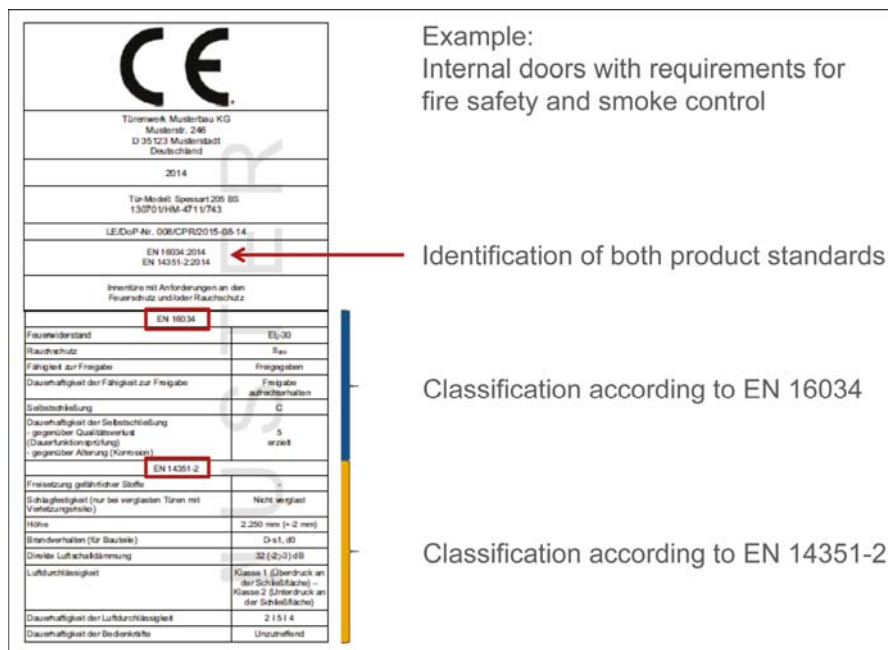 CE
Example:
Internal doors with requirements for
fire safety and smoke control
Türenwerk Musterbau KG
Musterstr. 246
D 35123 Musterstadt
Deutschland
2014
Tür-Modell: Spessart 205 BS
130701/HM-4711/743
LE/DoP-Nr. 008/CPR/2015-08-14
EN 16034:2014
EN 14351-2:2014
Identification of both product standards
Innentüre mit Anforderungen an den
Feuerschutz und/oder Rauchschutz
EN 16034
Feuerwiderstand EI₂-30
Rauchschutz S
Fähigkeit zur Freigabe Freigegeben
Dauerhaftigkeit der Fähigkeit zur Freigabe Freigabe
aufrechterhalten
Selbstschließung C
Dauerhaftigkeit der Selbstschließung
- gegenüber Qualitätsverlust 5
(Dauerfunktionsprüfung) erzielt
- gegenüber Alterung (Korrosion)
Classification according to EN 16034
EN 14351-2
Freisetzung gefährlicher Stoffe -
Schlagfestigkeit (nur bei verglasten Türen mit Nicht verglast
Verletzungsrisiko)
Höhe 2.250 mm (+-2 mm)
Brandverhalten (für Bauteile) D-s1, d0
Direkte Luftschalldämmung 32 (-2;-3) dB
Luftdurchlässigkeit Klasse 1 (Überdruck an
der Schließfläche) –
Klasse 2 (Unterdruck an
der Schließfläche)
Dauerhaftigkeit der Luftdurchlässigkeit 2 I 5 I 4
Dauerhaftigkeit der Bedienkräfte Unzutreffend
Classification according to EN 14351-2
MUSTER